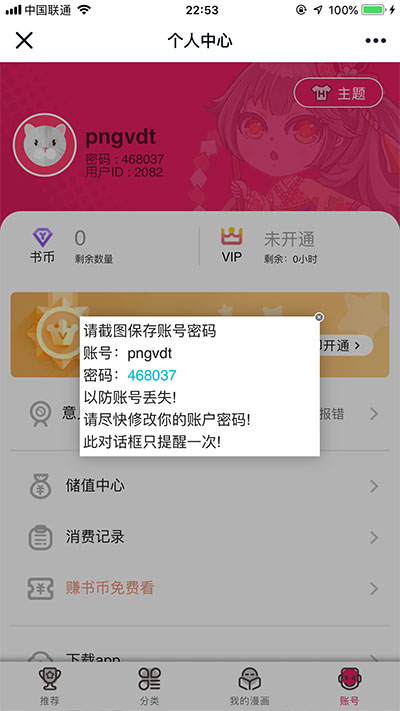 中国联通
22:53
100%
个人中心
主题
pngvdt
密码 : 468037
用户ID : 2082
0
书币
剩余数量
VIP
未开通
剩余：0小时
开通
请截图保存账号密码
账号：pngvdt
密码：468037
以防账号丢失!
请尽快修改你的账户密码!
此对话框只提醒一次!
意
报错
储值中心
消费记录
赚书币免费看
下载app
推荐
分类
我的漫画
账号